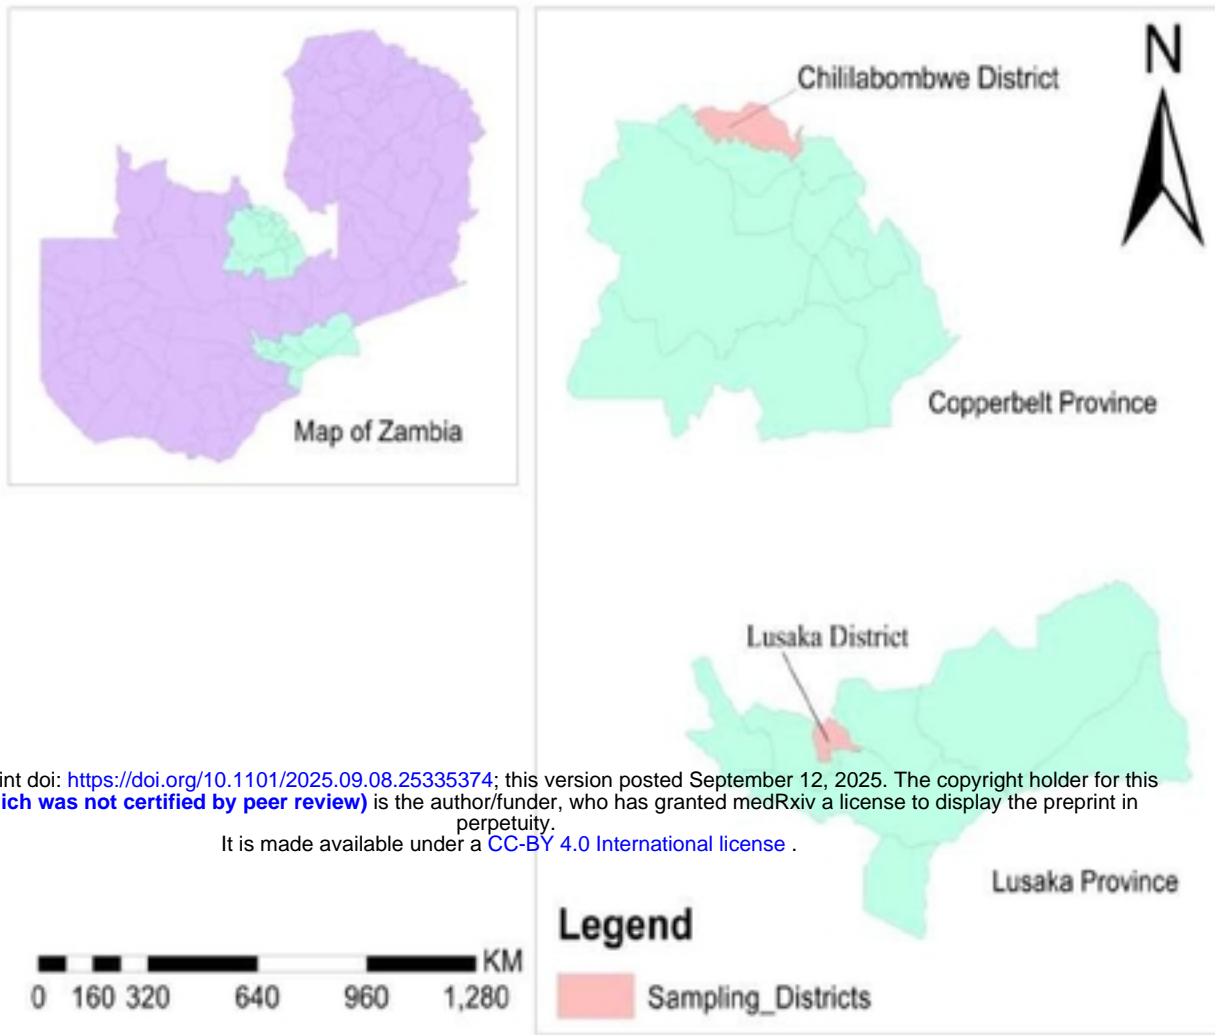 N
Chililabombwe District
Map of Zambia
Copperbelt Province
Lusaka District
int doi: https://doi.org/10.1101/2025.09.08.25335374; this version posted September 12, 2025. The copyright holder for this
ich was not certified by peer review) is the author/funder, who has granted medRxiv a license to display the preprint in
perpetuity.
It is made available under a CC-BY 4.0 International license .
Lusaka Province
Legend
KM
0 160 320 640 960 1,280
Sampling_Districts